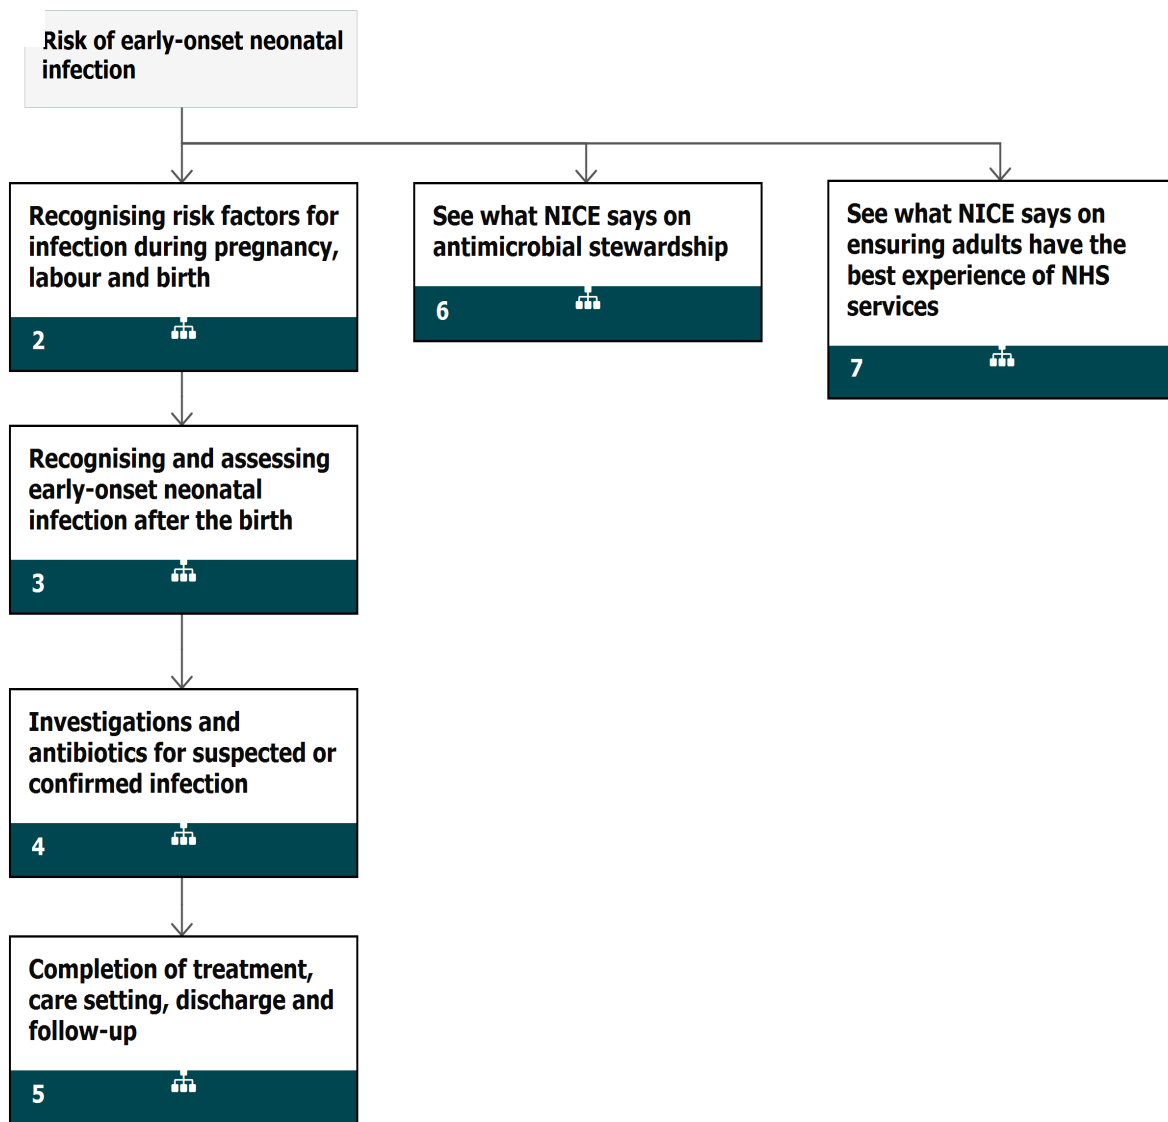 Risk of early-onset neonatal
infection
Recognising risk factors for
infection during pregnancy,
labour and birth
2
See what NICE says on
antimicrobial stewardship
6
See what NICE says on
ensuring adults have the
best experience of NHS
services
7
Recognising and assessing
early-onset neonatal
infection after the birth
3
Investigations and
antibiotics for suspected or
confirmed infection
4
Completion of treatment,
care setting, discharge and
follow-up
5